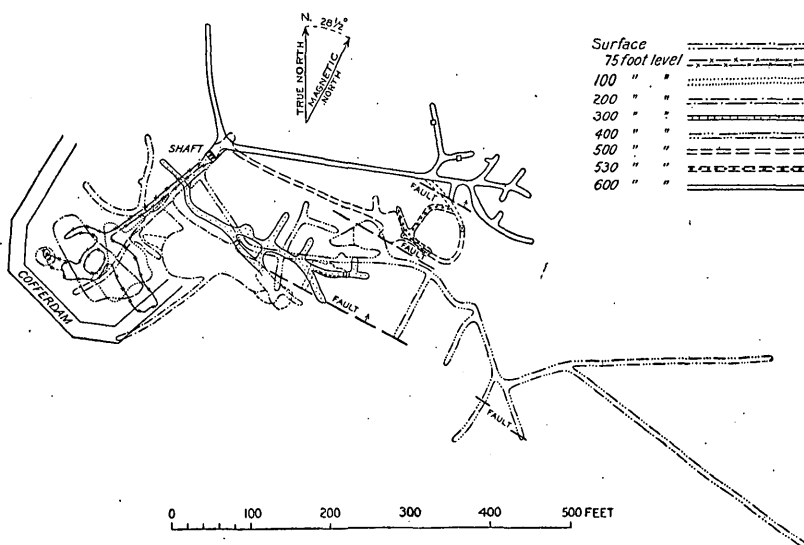 N. 28½°
TRUE NORTH
MAGNETIC NORTH
Surface
75 foot level
100 " "
200 " "
300 " "
400 " "
500 " "
530 " "
600 " "
SHAFT
FAULT
FAULT
FAULT
COFFERDAM
FAULT
0 100 200 300 400 500 FEET